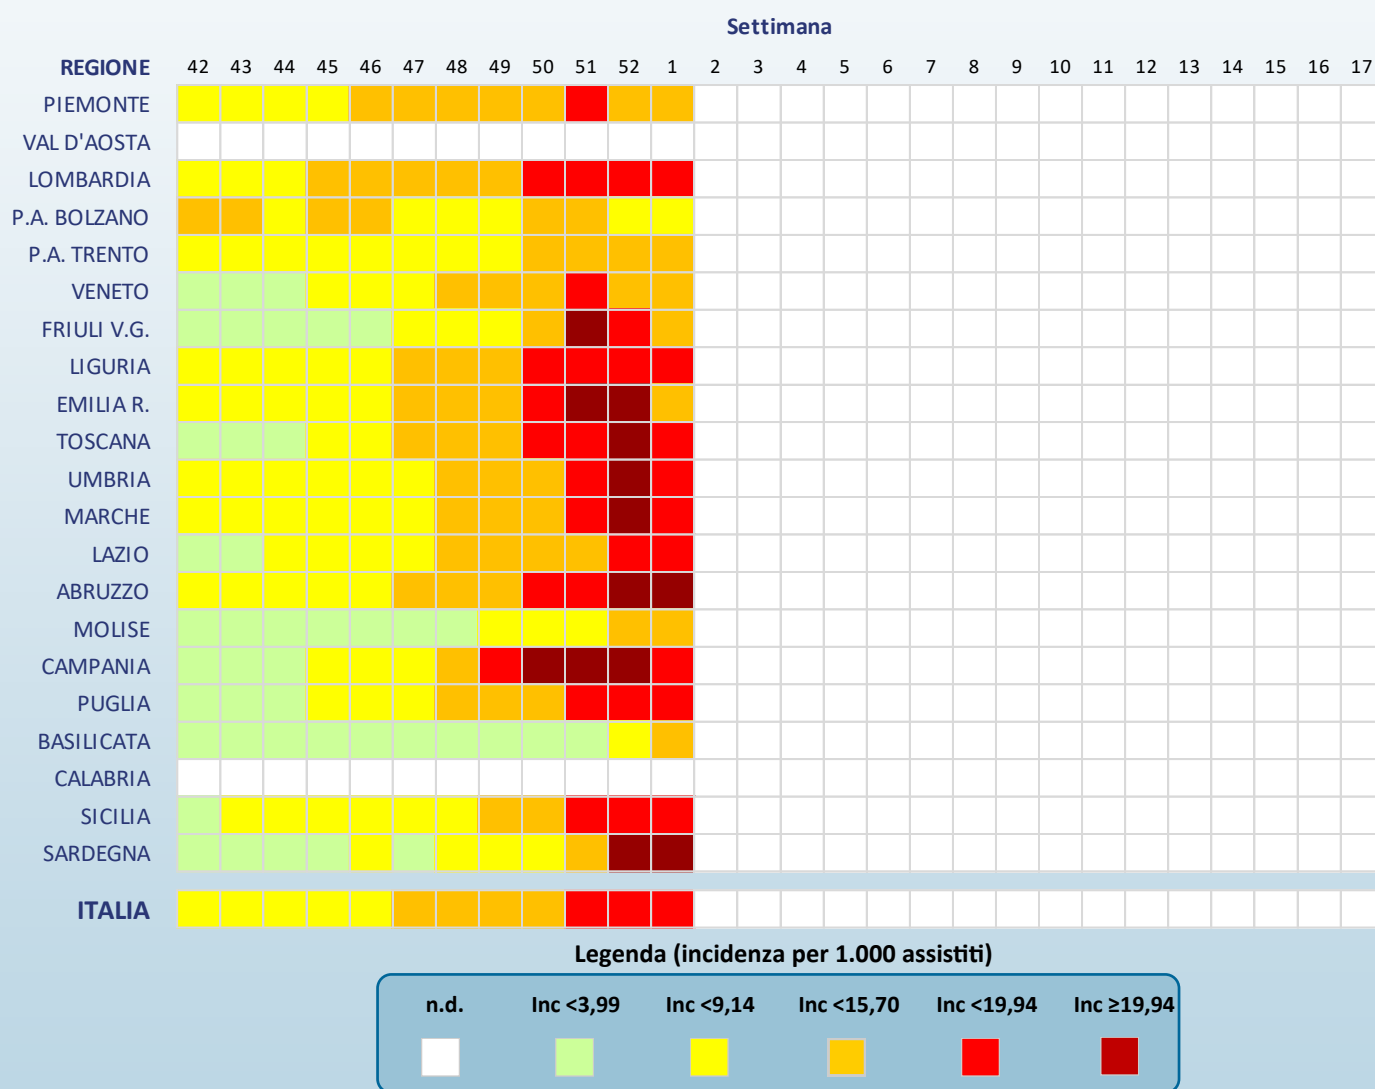 Settimana
REGIONE 42 43 44 45 46 47 48 49 50 51 52 1 2 3 4 5 6 7 8 9 10 11 12 13 14 15 16 17
PIEMONTE
VAL D'AOSTA
LOMBARDIA
P.A. BOLZANO
P.A. TRENTO
VENETO
FRIULI V.G.
LIGURIA
EMILIA R.
TOSCANA
UMBRIA
MARCHE
LAZIO
ABRUZZO
MOLISE
CAMPANIA
PUGLIA
BASILICATA
CALABRIA
SICILIA
SARDEGNA
ITALIA
Legenda (incidenza per 1.000 assistiti)
n.d. Inc <3,99 Inc <9,14 Inc <15,70 Inc <19,94 Inc ≥19,94